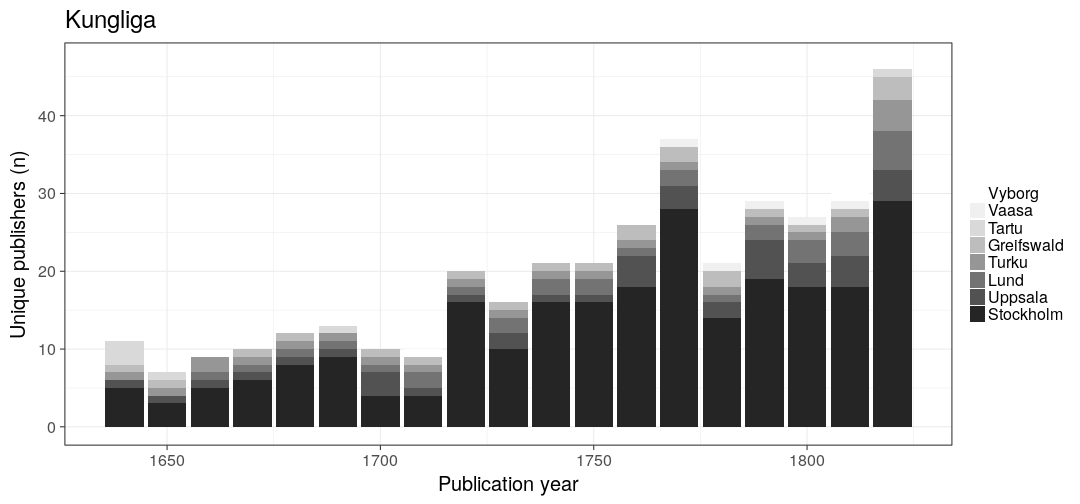 Kungliga
Unique publishers (n)
40
30
20
10
0
1650
1700
1750
1800
Publication year
Vyborg
Vaasa
Tartu
Greifswald
Turku
Lund
Uppsala
Stockholm